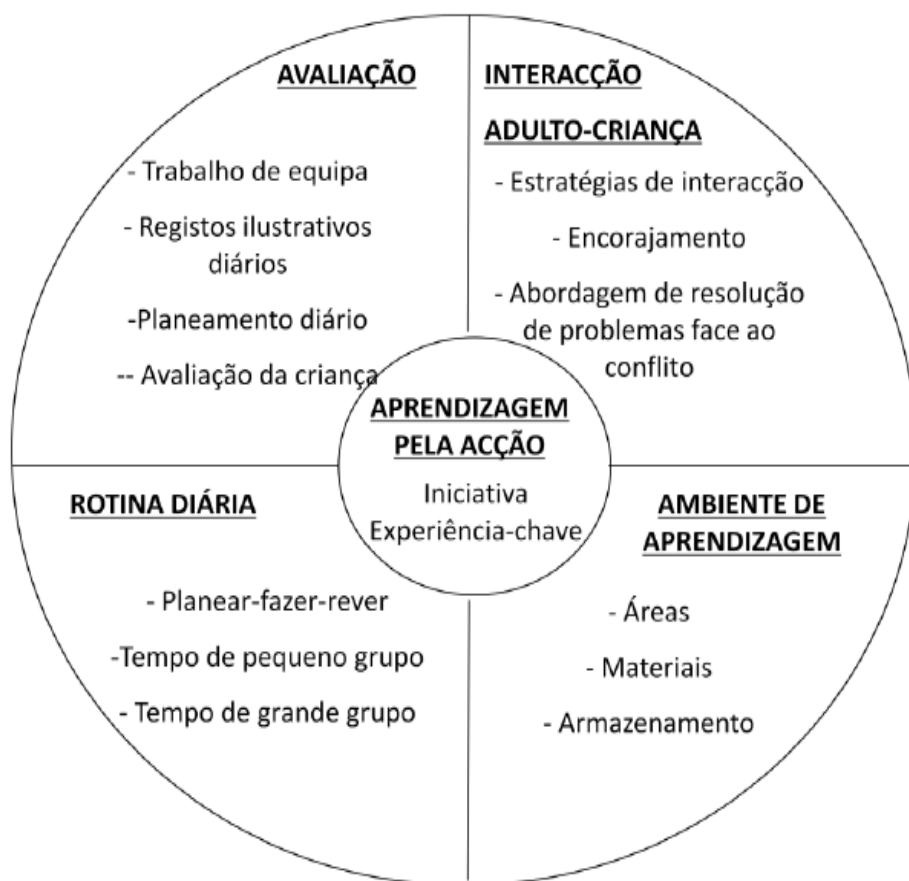 AVALIAÇÃO
- Trabalho de equipa
- Registos ilustrativos
diários
-Planeamento diário
-- Avaliação da criança
INTERACÇÃO
ADULTO-CRIANÇA
- Estratégias de interacção
- Encorajamento
- Abordagem de resolução
de problemas face ao
conflito
APRENDIZAGEM
PELA ACÇÃO
Iniciativa
Experiência-chave
ROTINA DIÁRIA
- Planear-fazer-rever
-Tempo de pequeno grupo
- Tempo de grande grupo
AMBIENTE DE
APRENDIZAGEM
- Áreas
- Materiais
- Armazenamento